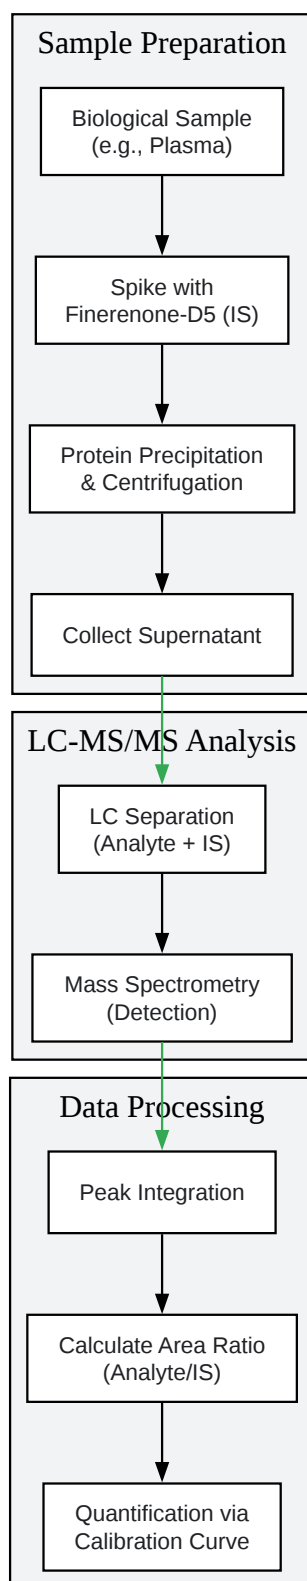 Sample Preparation
Biological Sample
(e.g., Plasma)
Spike with
Finerenone-D5 (IS)
Protein Precipitation
& Centrifugation
Collect Supernatant
LC-MS/MS Analysis
LC Separation
(Analyte + IS)
Mass Spectrometry
(Detection)
Data Processing
Peak Integration
Calculate Area Ratio
(Analyte/IS)
Quantification via
Calibration Curve